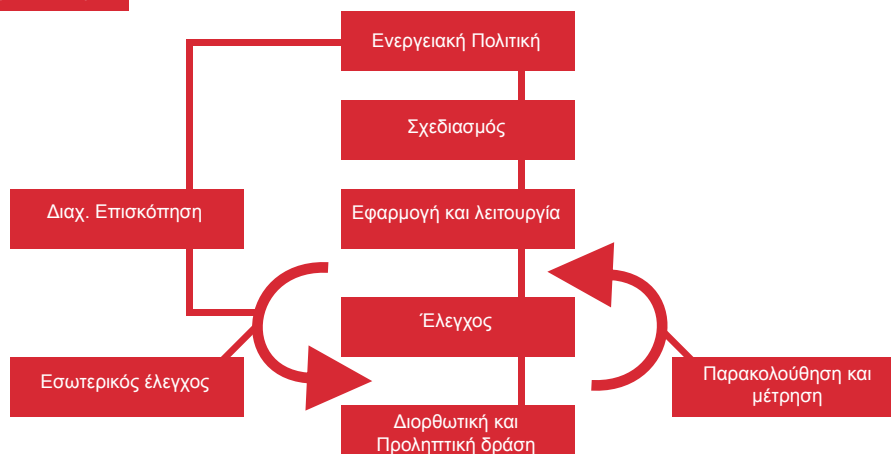 Ενεργειακή Πολιτική
Σχεδιασμός
Διαχ. Επισκόπηση
Εφαρμογή και λειτουργία
Έλεγχος
Εσωτερικός έλεγχος
Παρακολούθηση και
μέτρηση
Διορθωτική και
Προληπτική δράση